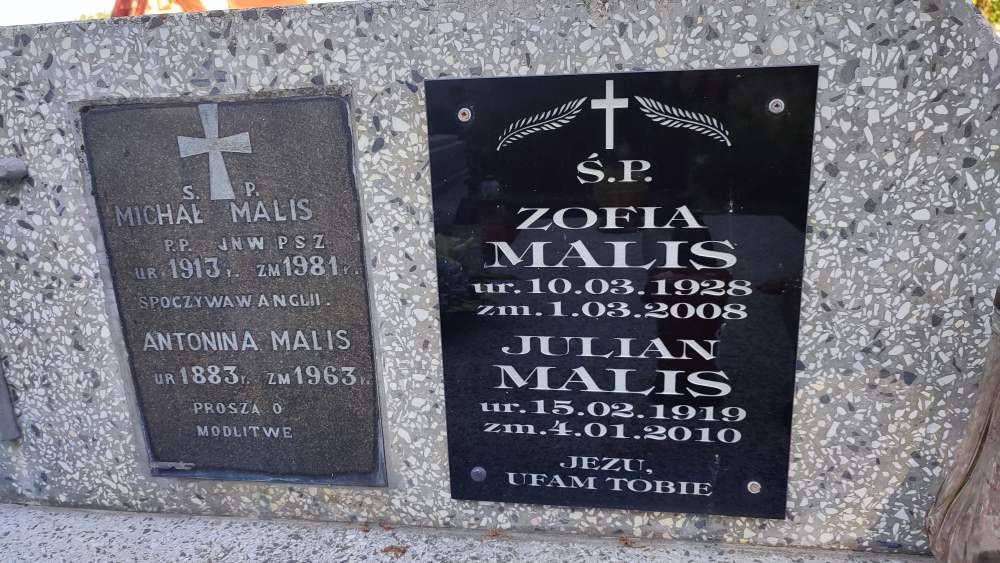 S. P.
MICHAŁ MALIS
P.P. JNW PSZ
UR 1913 r. ZM 1981 r.
SPOCZYWA W ANGLII.
ANTONINA MALIS
UR 1883 r. ZM 1963 r.
PROSZA O
MODLITWE
Ś.P.
ZOFIA
MALIS
ur. 10.03.1928
zm. 1.03.2008
JULIAN
MALIS
ur. 15.02.1919
zm. 4.01.2010
JEZU,
UFAM TOBIE